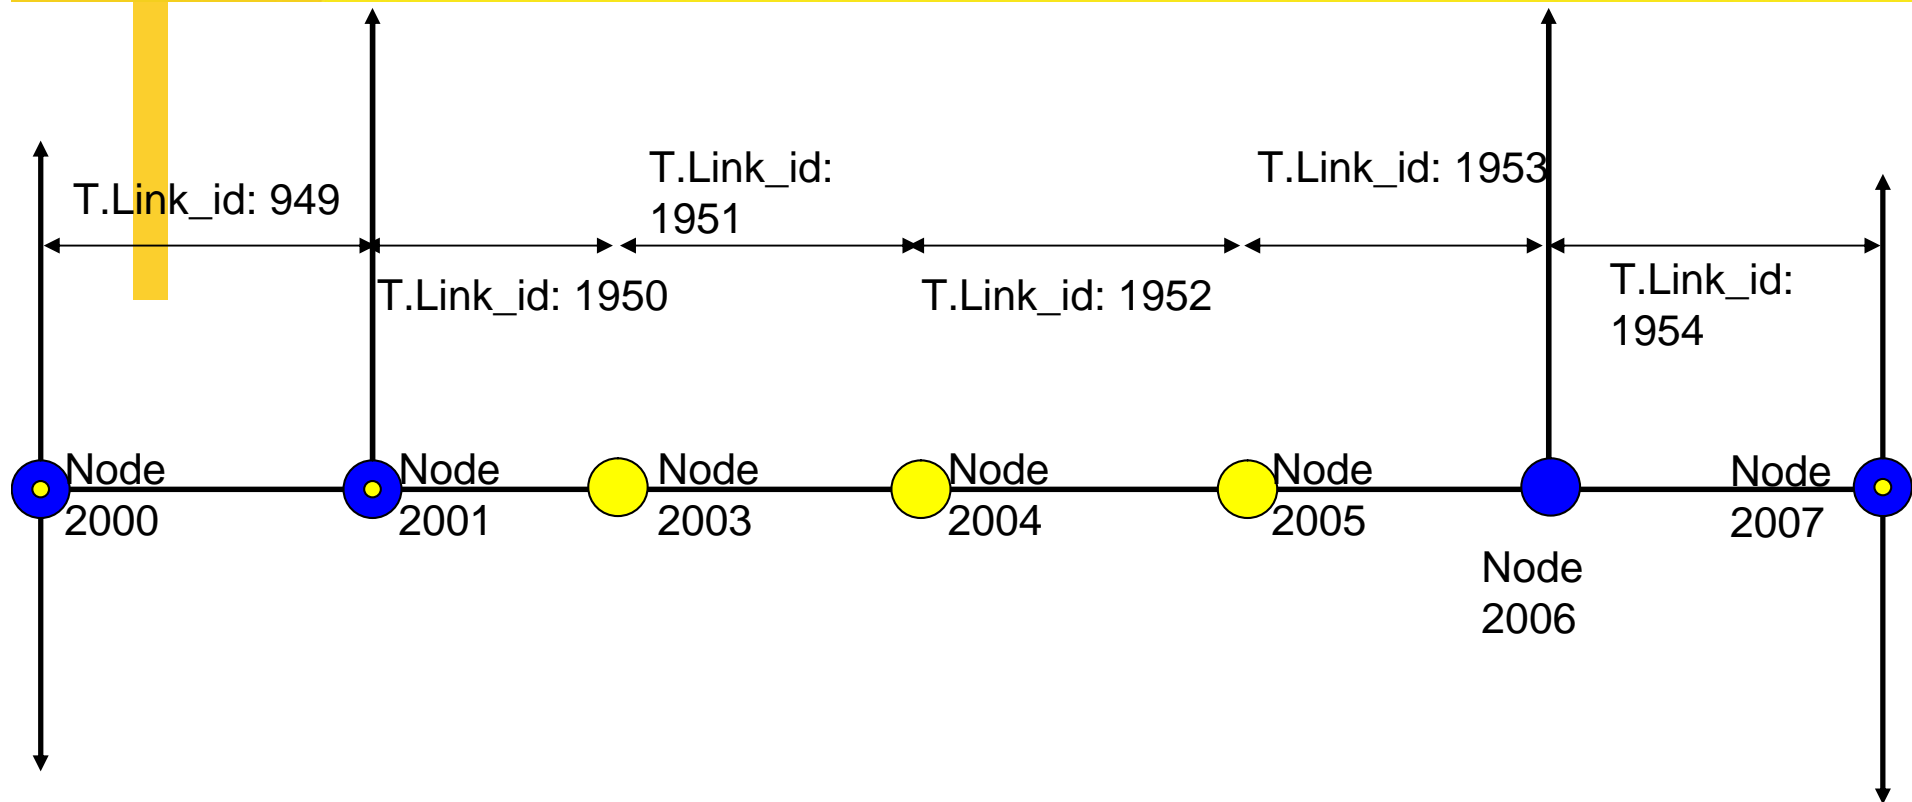 T.Link_id: 949
T.Link_id:
1951
T.Link_id: 1953
T.Link_id: 1950
T.Link_id: 1952
T.Link_id:
1954
Node
2000
Node
2001
Node
2003
Node
2004
Node
2005
Node
2006
Node
2007